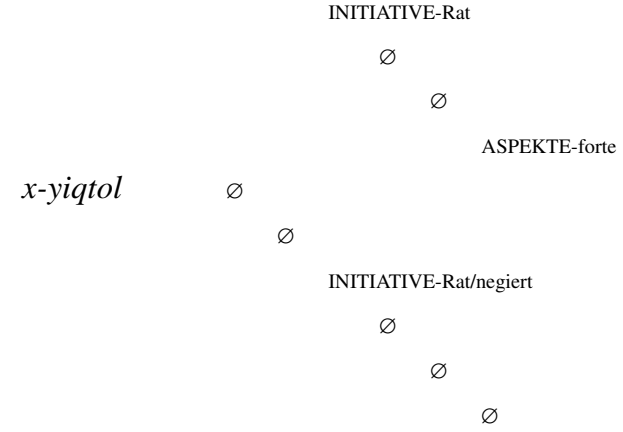 INITIATIVE-Rat
∅
∅
ASPEKTE-forte
x-yiqtol ∅
∅
INITIATIVE-Rat/negiert
∅
∅
∅